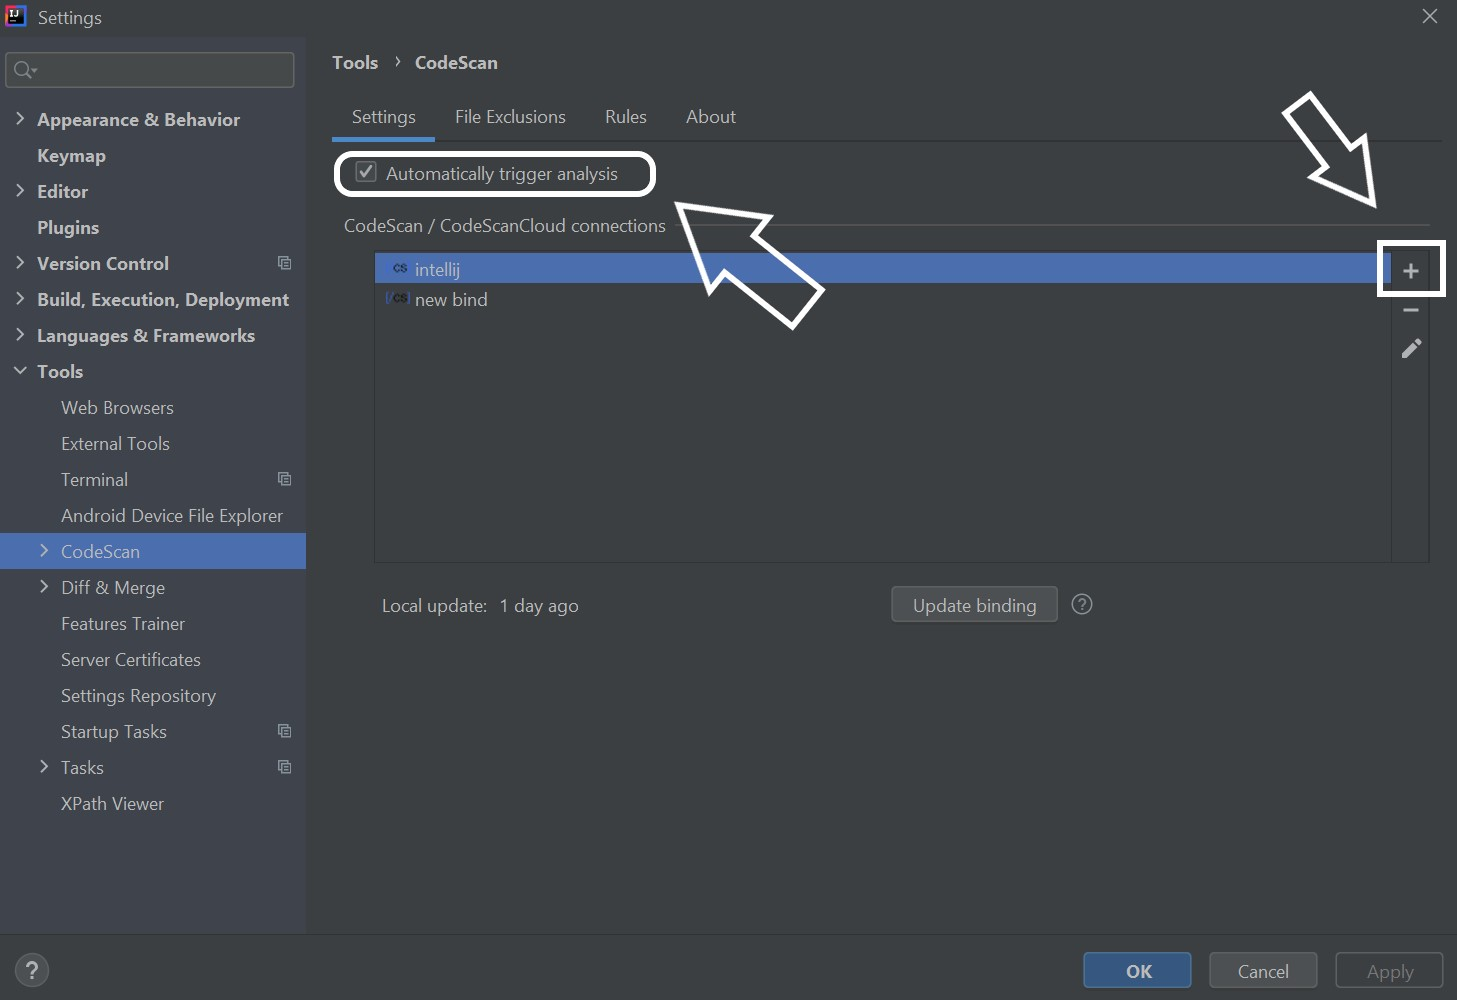 IJ
Settings
Appearance & Behavior
Keymap
Editor
Plugins
Version Control
Build, Execution, Deployment
Languages & Frameworks
Tools
Web Browsers
External Tools
Terminal
Android Device File Explorer
CodeScan
Diff & Merge
Features Trainer
Server Certificates
Settings Repository
Startup Tasks
Tasks
XPath Viewer
Tools › CodeScan
Settings File Exclusions Rules About
Automatically trigger analysis
CodeScan / CodeScanCloud connections
CS intellij
[/CS] new bind
Local update: 1 day ago
Update binding ?
? OK Cancel Apply